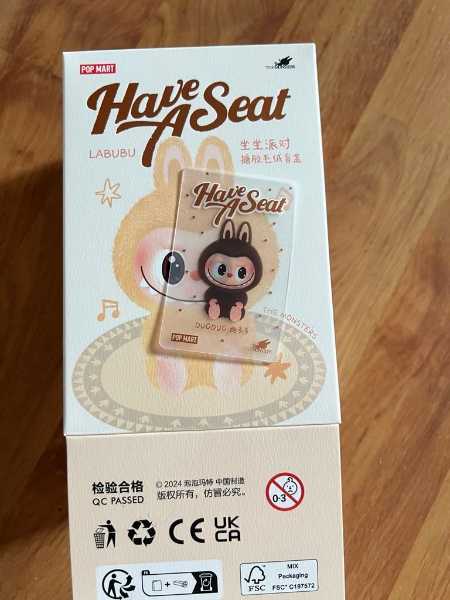 POP MART
Have
A Seat
LABUBU
坐坐派对
搪胶毛绒盲盒
Have
A Seat
DUODUO
POP MART
THE MONSTERS
检验合格
QC PASSED
© 2024 泡泡玛特 中国制造
版权所有，仿冒必究。
0-3
CE
UK
CA
FSC
MIX
Packaging
FSC® C197572